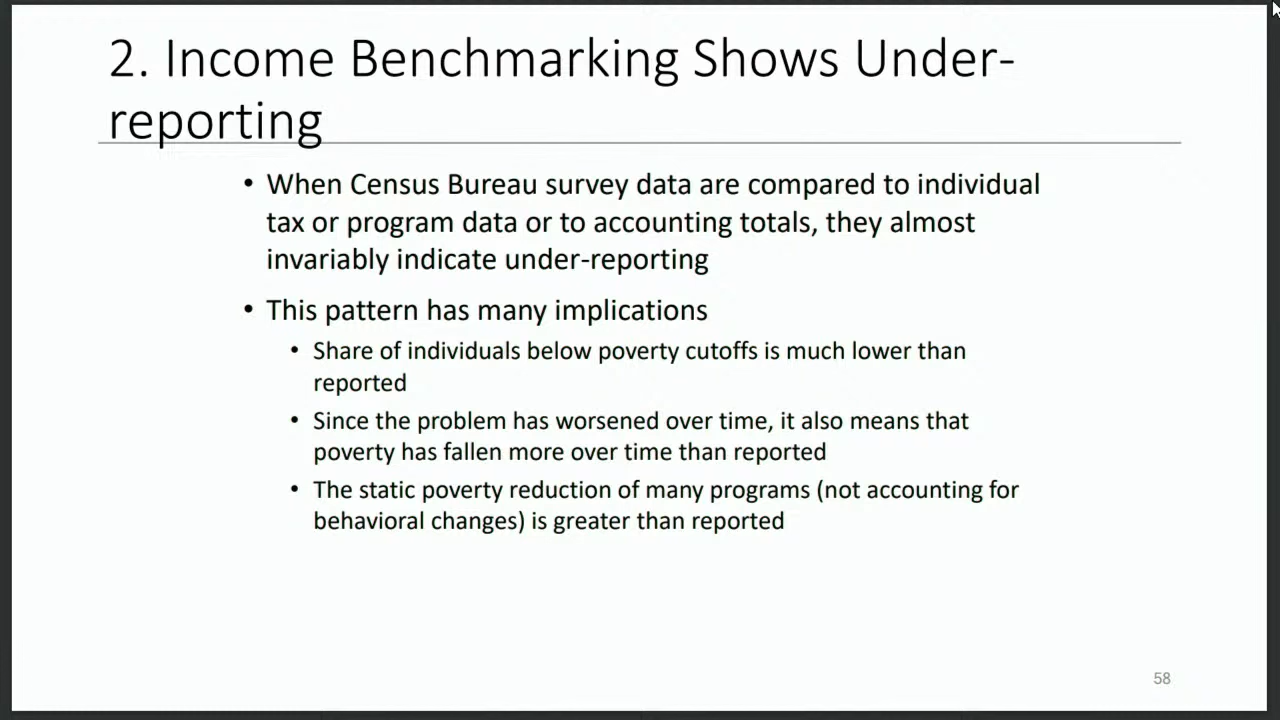 2. Income Benchmarking Shows Under-
reporting
• When Census Bureau survey data are compared to individual
tax or program data or to accounting totals, they almost
invariably indicate under-reporting
• This pattern has many implications
• Share of individuals below poverty cutoffs is much lower than
reported
• Since the problem has worsened over time, it also means that
poverty has fallen more over time than reported
• The static poverty reduction of many programs (not accounting for
behavioral changes) is greater than reported
58